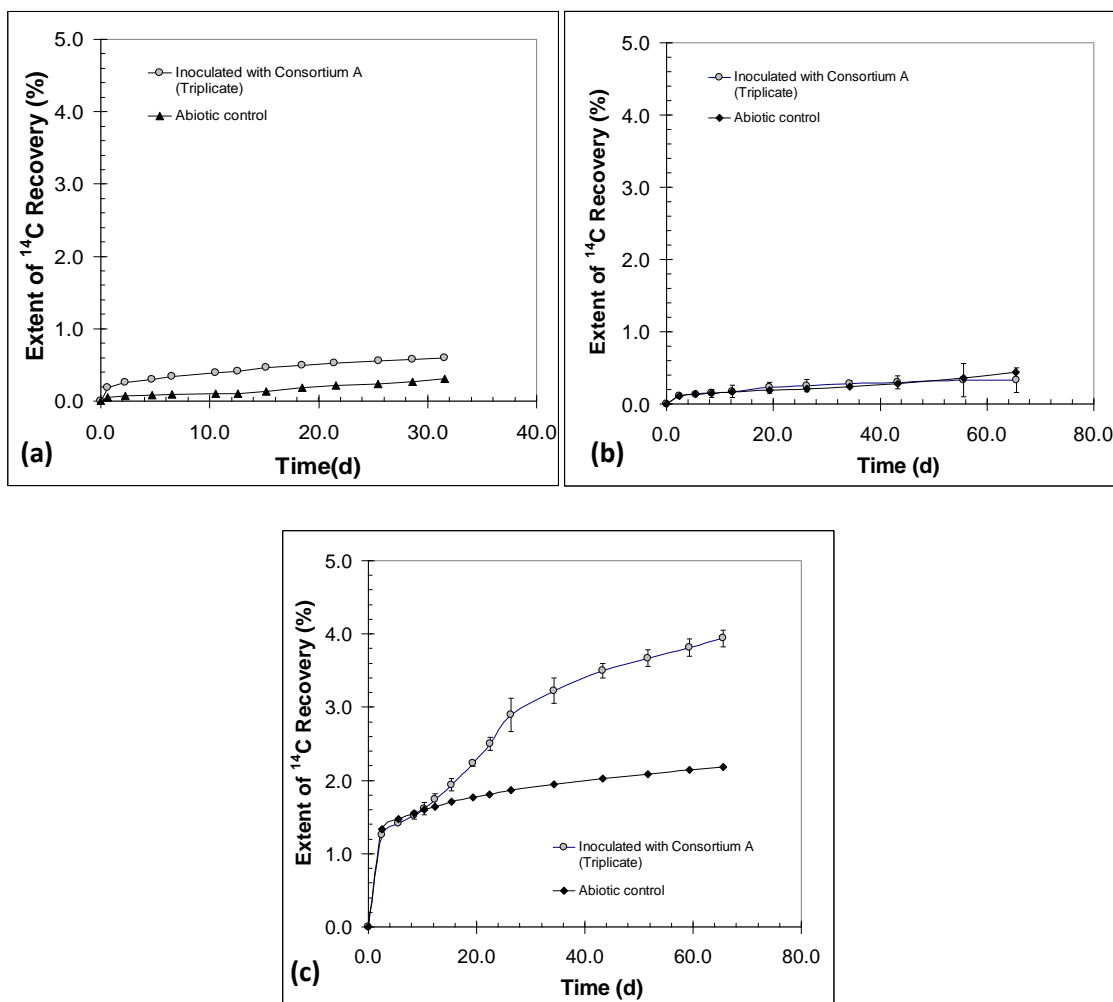 5.0
4.0
3.0
2.0
1.0
0.0
Extent of ¹⁴C Recovery (%)
Inoculated with Consortium A
(Triplicate)
Abiotic control
0.0 10.0 20.0 30.0 40.0
Time(d)
(a)
5.0
4.0
3.0
2.0
1.0
0.0
Extent of ¹⁴C Recovery (%)
Inoculated with Consortium A
(Triplicate)
Abiotic control
0.0 20.0 40.0 60.0 80.0
Time (d)
(b)
5.0
4.0
3.0
2.0
1.0
0.0
Extent of ¹⁴C Recovery (%)
Inoculated with Consortium A
(Triplicate)
Abiotic control
0.0 20.0 40.0 60.0 80.0
Time (d)
(c)